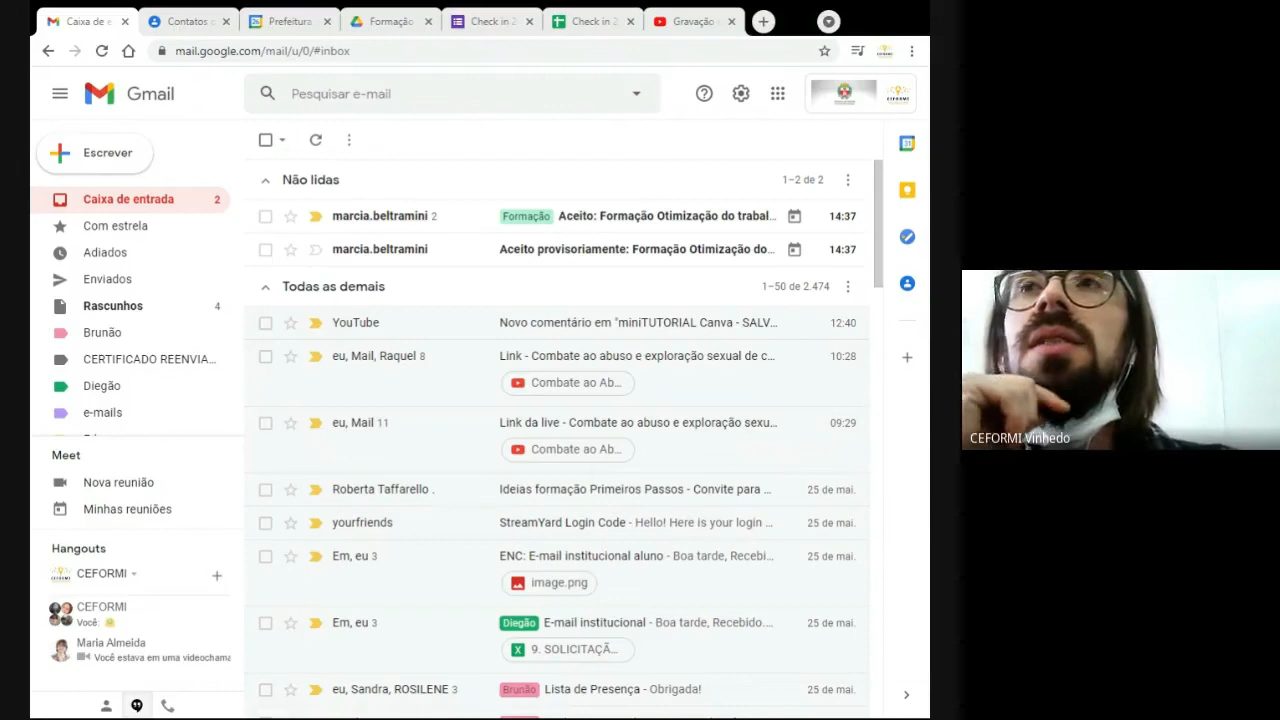 Caixa de e
Contatos
Prefeitura
Formação
Check in 2
Check in 2
Gravação
mail.google.com/mail/u/0/#inbox
Gmail
Pesquisar e-mail
CEFORMI
Escrever
Não lidas
1–2 de 2
Caixa de entrada 2
marcia.beltramini 2 Formação Aceito: Formação Otimização do trabal... 14:37
Com estrela
Adiados
marcia.beltramini Aceito provisoriamente: Formação Otimização do... 14:37
Enviados
Todas as demais 1–50 de 2.474
Rascunhos 4
YouTube Novo comentário em "miniTUTORIAL Canva - SALV... 12:40
Brunão
eu, Mail, Raquel 8 Link - Combate ao abuso e exploração sexual de c... 10:28
CERTIFICADO REENVIA...
Combate ao Ab...
Diegão
e-mails
eu, Mail 11 Link da live - Combate ao abuso e exploração sexu... 09:29
Combate ao Ab...
Meet
Nova reunião
Roberta Taffarello . Ideias formação Primeiros Passos - Convite para ... 25 de mai.
Minhas reuniões
yourfriends StreamYard Login Code - Hello! Here is your login ... 25 de mai.
Hangouts
Em, eu 3 ENC: E-mail institucional aluno - Boa tarde, Recebi... 25 de mai.
CEFORMI
image.png
CEFORMI
Você:
Em, eu 3 Diegão E-mail institucional - Boa tarde, Recebido.... 25 de mai.
Maria Almeida
Você estava em uma videochama
9. SOLICITAÇÃ...
eu, Sandra, ROSILENE 3 Brunão Lista de Presença - Obrigada! 25 de mai.
CEFORMI Vinhedo